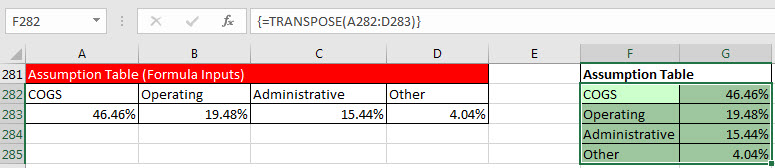 F282 {=TRANSPOSE(A282:D283)}
A B C D E F G
281 Assumption Table (Formula Inputs) Assumption Table
282 COGS Operating Administrative Other COGS 46.46%
283 46.46% 19.48% 15.44% 4.04% Operating 19.48%
284 Administrative 15.44%
285 Other 4.04%